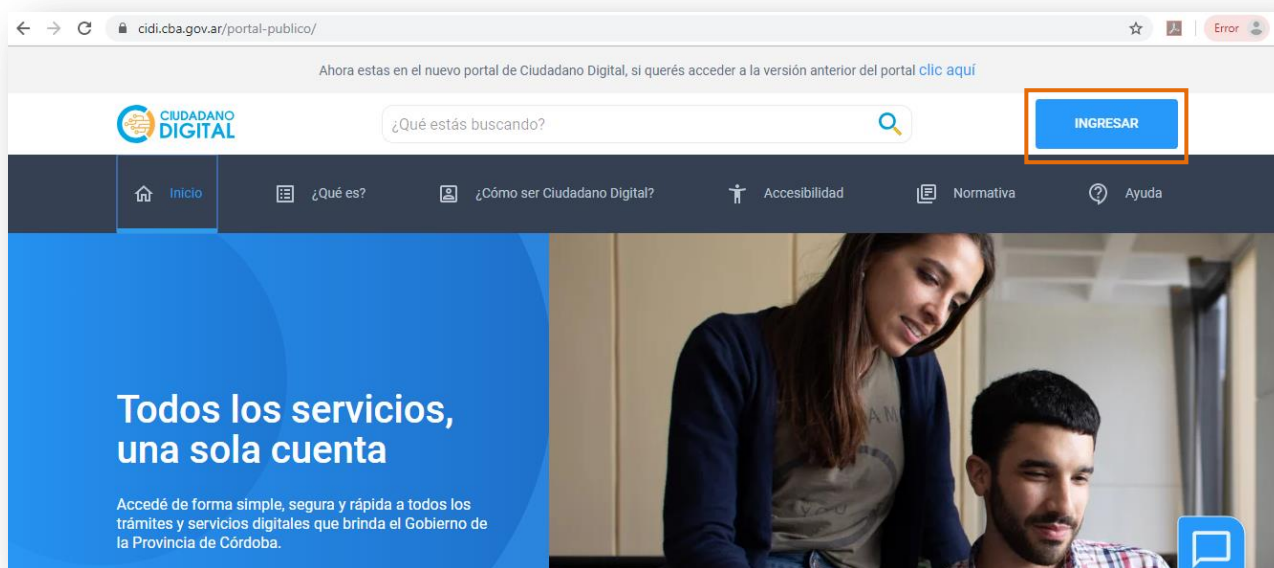 cidi.cba.gov.ar/portal-publico/
Error
Ahora estas en el nuevo portal de Ciudadano Digital, si querés acceder a la versión anterior del portal clic aquí
CIUDADANO
DIGITAL
¿Qué estás buscando?
INGRESAR
Inicio
¿Qué es?
¿Cómo ser Ciudadano Digital?
Accesibilidad
Normativa
Ayuda
Todos los servicios,
una sola cuenta
Accedé de forma simple, segura y rápida a todos los
trámites y servicios digitales que brinda el Gobierno de
la Provincia de Córdoba.